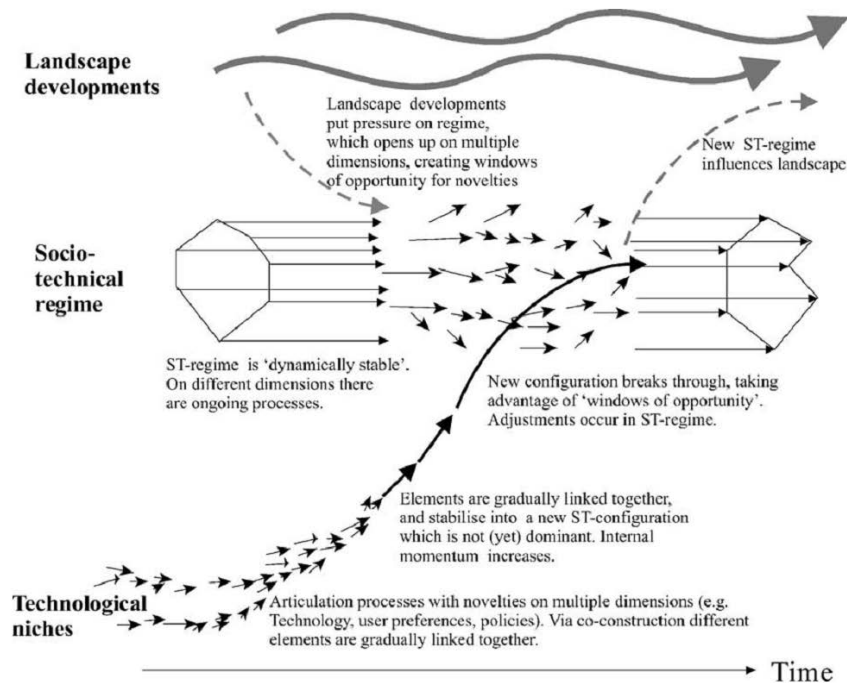 Landscape
developments
Landscape developments
put pressure on regime,
which opens up on multiple
dimensions, creating windows
of opportunity for novelties
New ST-regime
influences landscape
Socio-
technical
regime
ST-regime is ‘dynamically stable’.
On different dimensions there
are ongoing processes.
New configuration breaks through, taking
advantage of ‘windows of opportunity’.
Adjustments occur in ST-regime.
Elements are gradually linked together,
and stabilise into a new ST-configuration
which is not (yet) dominant. Internal
momentum increases.
Technological
niches
Articulation processes with novelties on multiple dimensions (e.g.
Technology, user preferences, policies). Via co-construction different
elements are gradually linked together.
Time